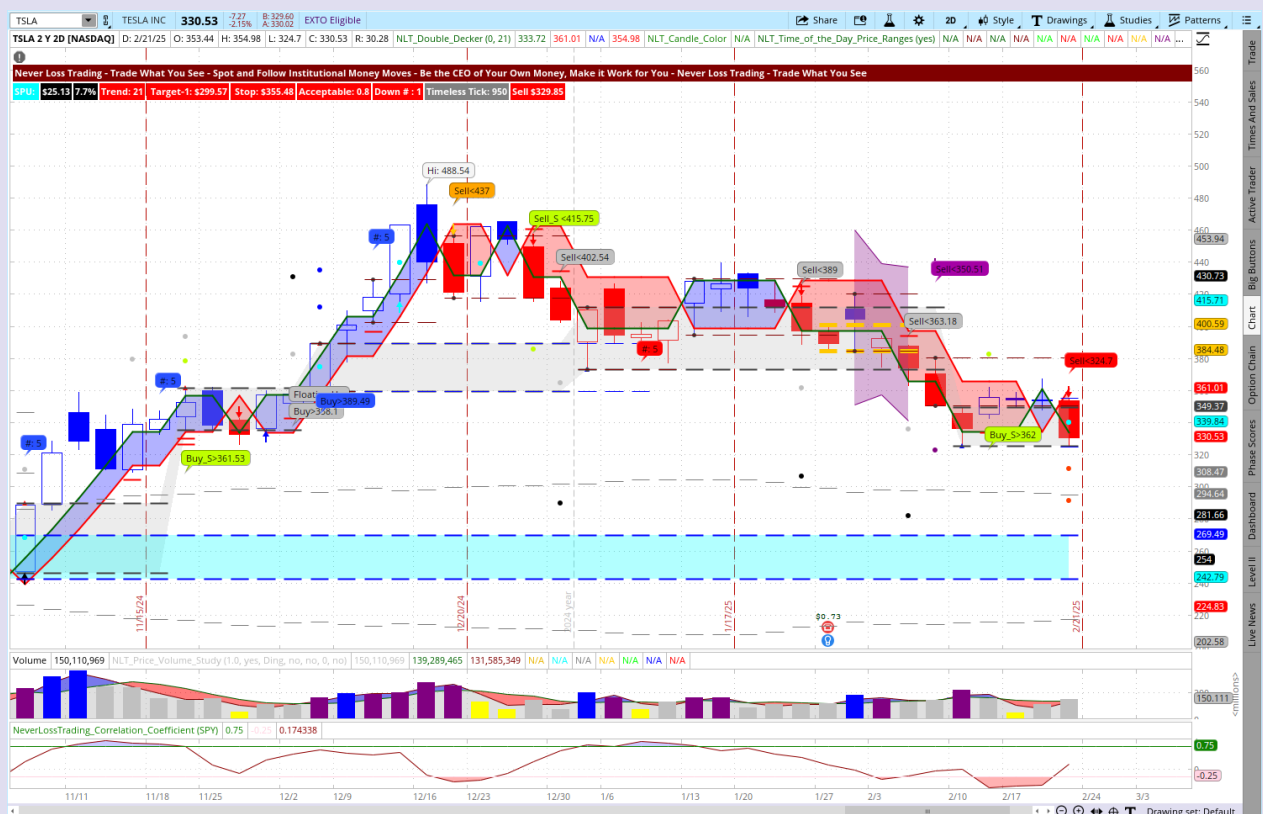 TSLA TESLA INC 330.53 -7.27 -2.15% B: 329.60 A: 330.02 EXTO Eligible Share 2D Style Drawings Studies Patterns
TSLA 2 Y 2D [NASDAQ] D: 2/21/25 O: 353.44 H: 354.98 L: 324.7 C: 330.53 R: 30.28 NLT_Double_Decker (0, 21) 333.72 361.01 N/A 354.98 NLT_Candle_Color N/A NLT_Time_of_the_Day_Price_Ranges (yes) N/A N/A N/A N/A N/A N/A N/A ...
Never Loss Trading - Trade What You See - Spot and Follow Institutional Money Moves - Be the CEO of Your Own Money, Make it Work for You - Never Loss Trading - Trade What You See
SPU: $25.13 7.7% Trend: 21 Target-1: $299.57 Stop: $355.48 Acceptable: 0.8 Down # : 1 Timeless Tick: 950 Sell $329.85
Hi: 488.54
Sell<437
Sell_S <415.75
#: 5
Sell<402.54
Sell<389
Sell<350.51
Sell<363.18
#: 5
Sell<324.7
#: 5
Buy>389.49
Buy>358.1
Buy_S>362
#: 5
Buy_S>361.53
11/15/24
12/20/24
2024 year
1/17/25
2/21/25
$0.73
560
540
520
500
480
460
453.94
440
430.73
415.71
400.59
384.48
380
361.01
349.37
339.84
330.53
308.47
294.64
281.66
269.49
260
254
242.79
224.83
220
202.58
Volume 150,110,969 NLT_Price_Volume_Study (1.0, yes, Ding, no, no, 0, no) 150,110,969 139,289,465 131,585,349 N/A N/A N/A N/A N/A N/A N/A
150.111
<millions>
NeverLossTrading_Correlation_Coefficient (SPY) 0.75 -0.25 0.174338
0.75
-0.25
11/11 11/18 11/25 12/2 12/9 12/16 12/23 12/30 1/6 1/13 1/20 1/27 2/3 2/10 2/17 2/24 3/3
Drawing set: Default
Trade
Times And Sales
Active Trader
Big Buttons
Chart
Option Chain
Phase Scores
Dashboard
Level II
Live News